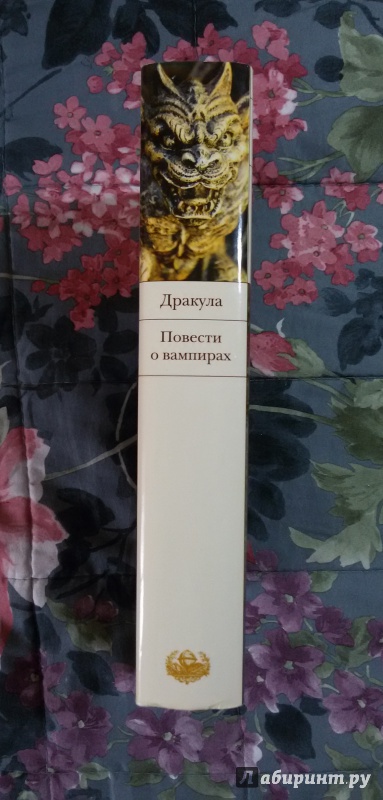 Дракула
Повести
о вампирах
Лабиринт.ру